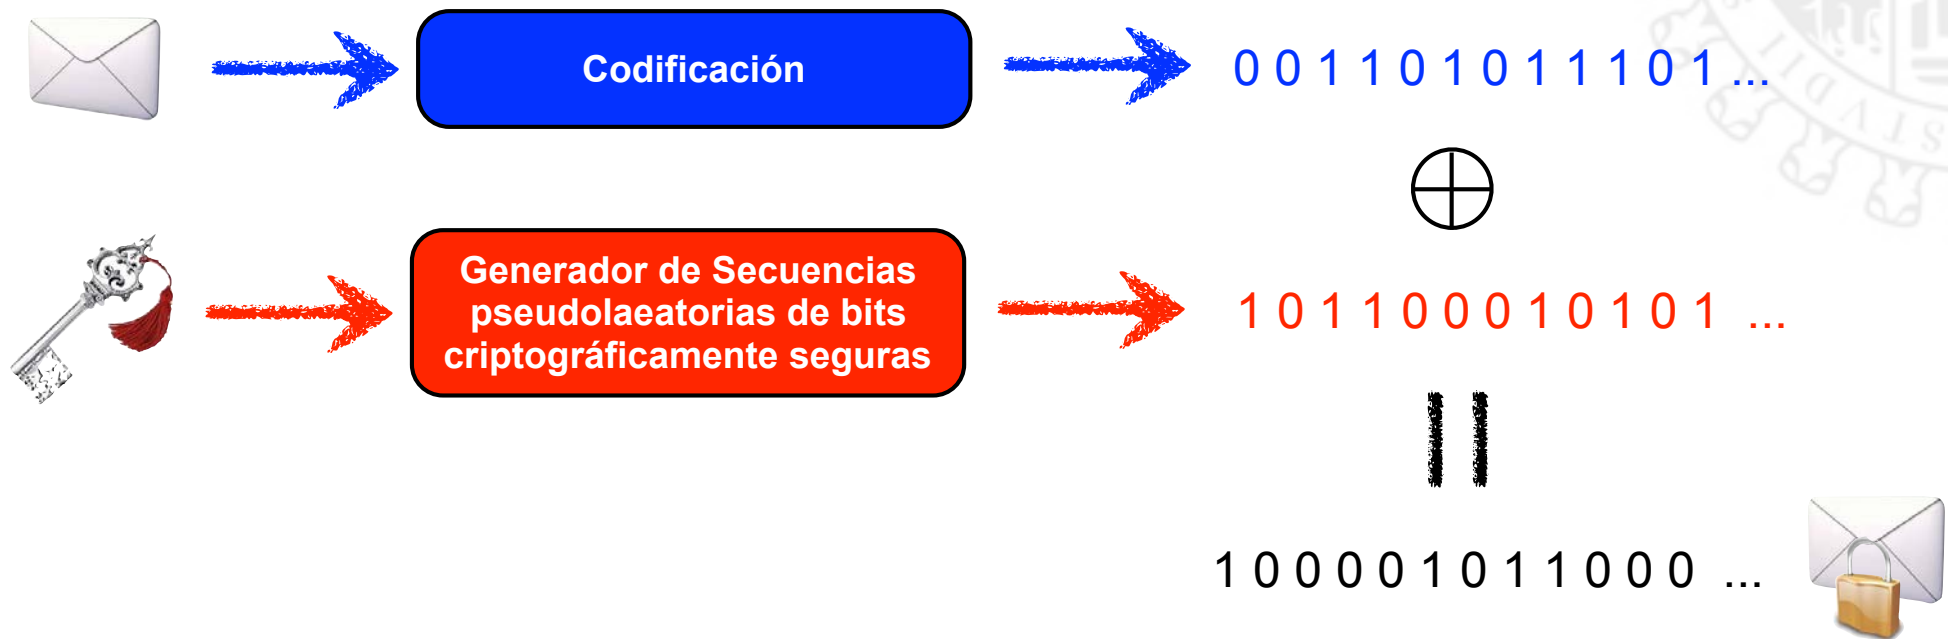 Codificación
0 0 1 1 0 1 0 1 1 1 0 1 ...
Generador de Secuencias
pseudolaeatorias de bits
criptográficamente seguras
1 0 1 1 0 0 0 1 0 1 0 1 ...
1 0 0 0 0 1 0 1 1 0 0 0 ...